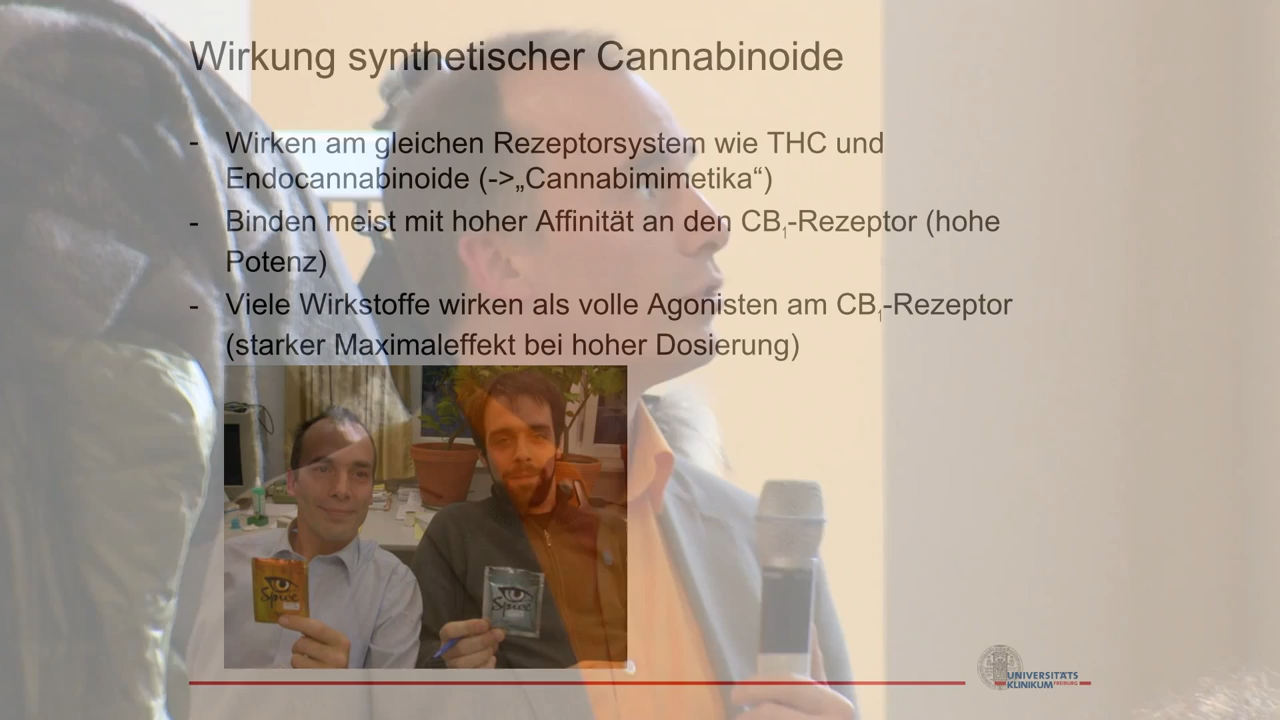 Wirkung synthetischer Cannabinoide
- Wirken am gleichen Rezeptorsystem wie THC und
Endocannabinoide (->„Cannabimimetika“)
- Binden meist mit hoher Affinität an den CB1-Rezeptor (hohe
Potenz)
- Viele Wirkstoffe wirken als volle Agonisten am CB1-Rezeptor
(starker Maximaleffekt bei hoher Dosierung)
Spice
Spice
UNIVERSITÄTS
KLINIKUM FREIBURG